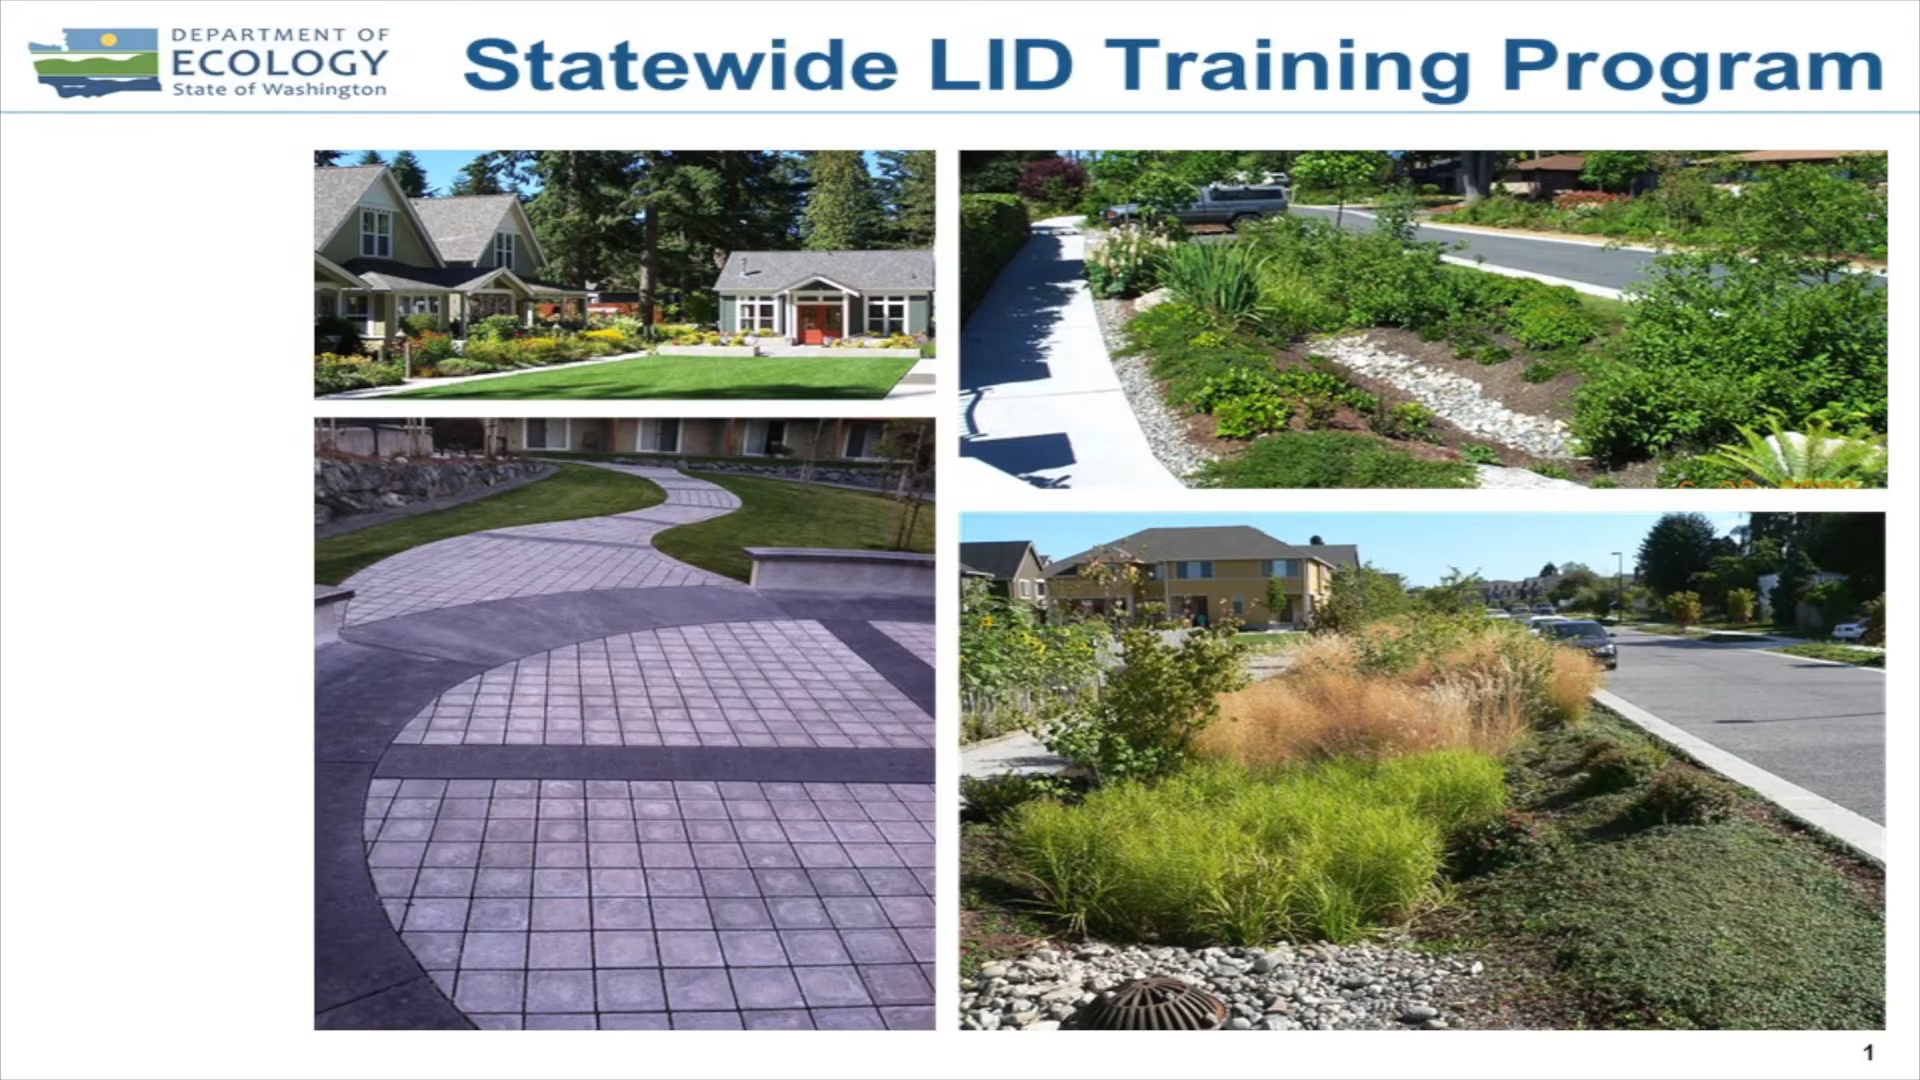 DEPARTMENT OF
ECOLOGY
State of Washington
Statewide LID Training Program
1